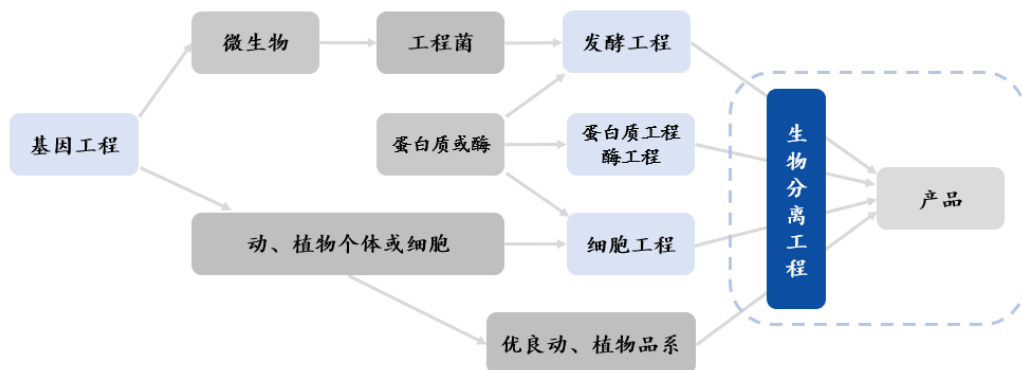 微生物
工程菌
发酵工程
基因工程
蛋白质或酶
蛋白质工程
酶工程
生物分离工程
产品
动、植物个体或细胞
细胞工程
优良动、植物品系